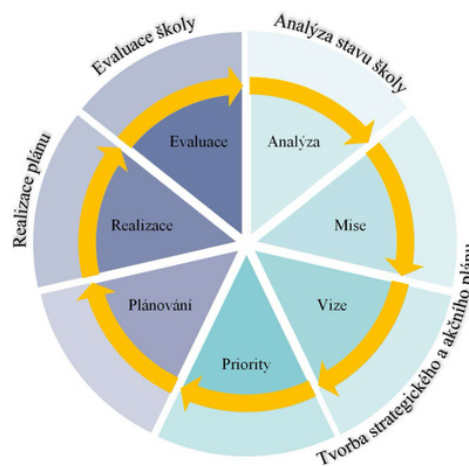 Evaluace školy
Analýza stavu školy
Evaluace
Analýza
Realizace plánu
Realizace
Mise
Plánování
Vize
Priority
Tvorba strategického a akčního plánu